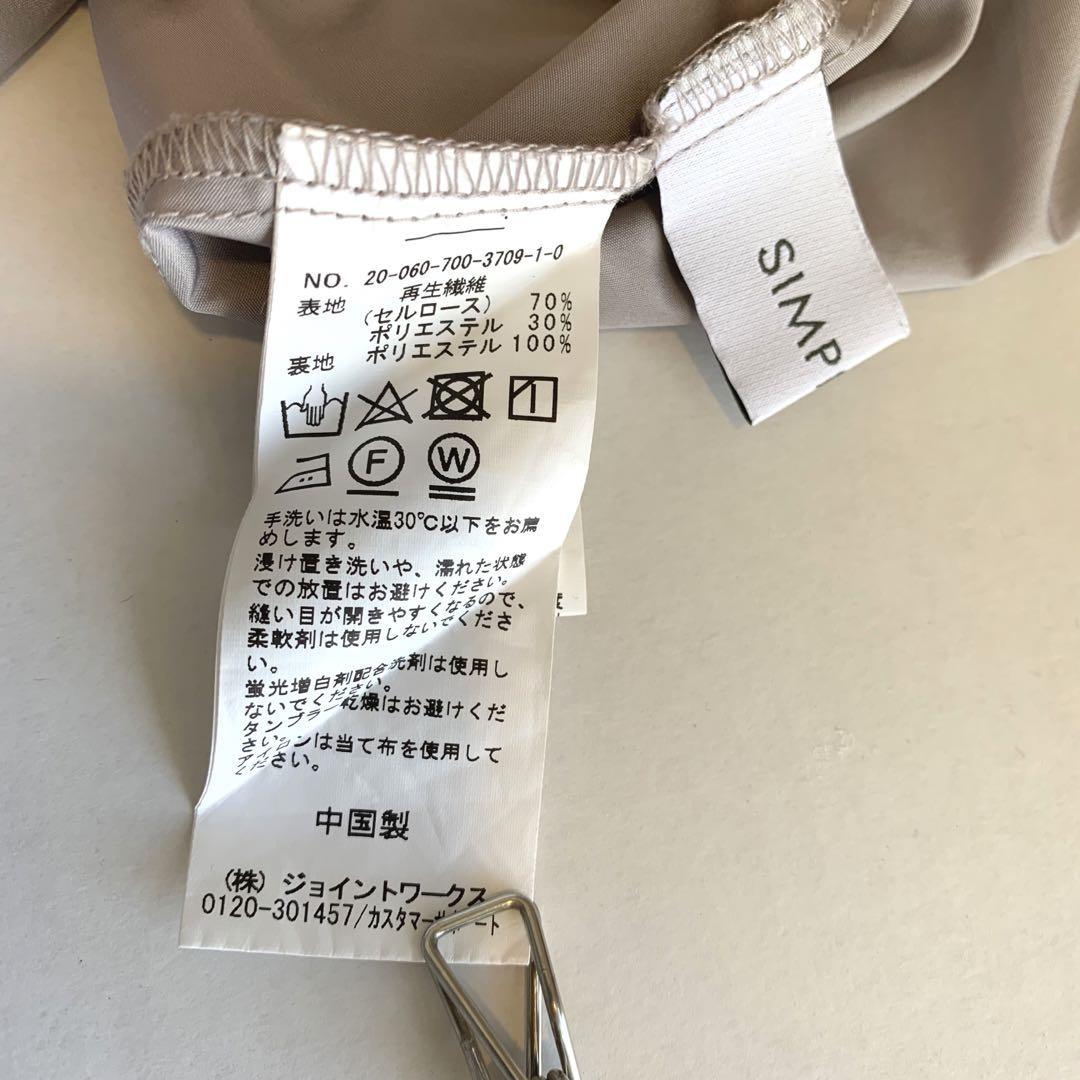 NO. 20-060-700-3709-1-0
表地 再生繊維
(セルロース) 70%
ポリエステル 30%
裏地 ポリエステル 100%
F W
手洗いは水温30℃以下をお薦
めします。
浸け置き洗いや、濡れた状態
での放置はお避けください。
縫い目が開きやすくなるので、
柔軟剤は使用しないでくださ
い。
蛍光増白剤配合洗剤は使用し
ないでください。
タンブラー乾燥はお避けくだ
さい。
アイロンは当て布を使用して
ください。
中国製
(株) ジョイントワークス
0120-301457/カスタマーサポート
SIMP
度